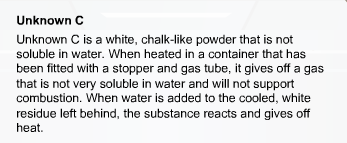 Unknown C
Unknown C is a white, chalk-like powder that is not
soluble in water. When heated in a container that has
been fitted with a stopper and gas tube, it gives off a gas
that is not very soluble in water and will not support
combustion. When water is added to the cooled, white
residue left behind, the substance reacts and gives off
heat.